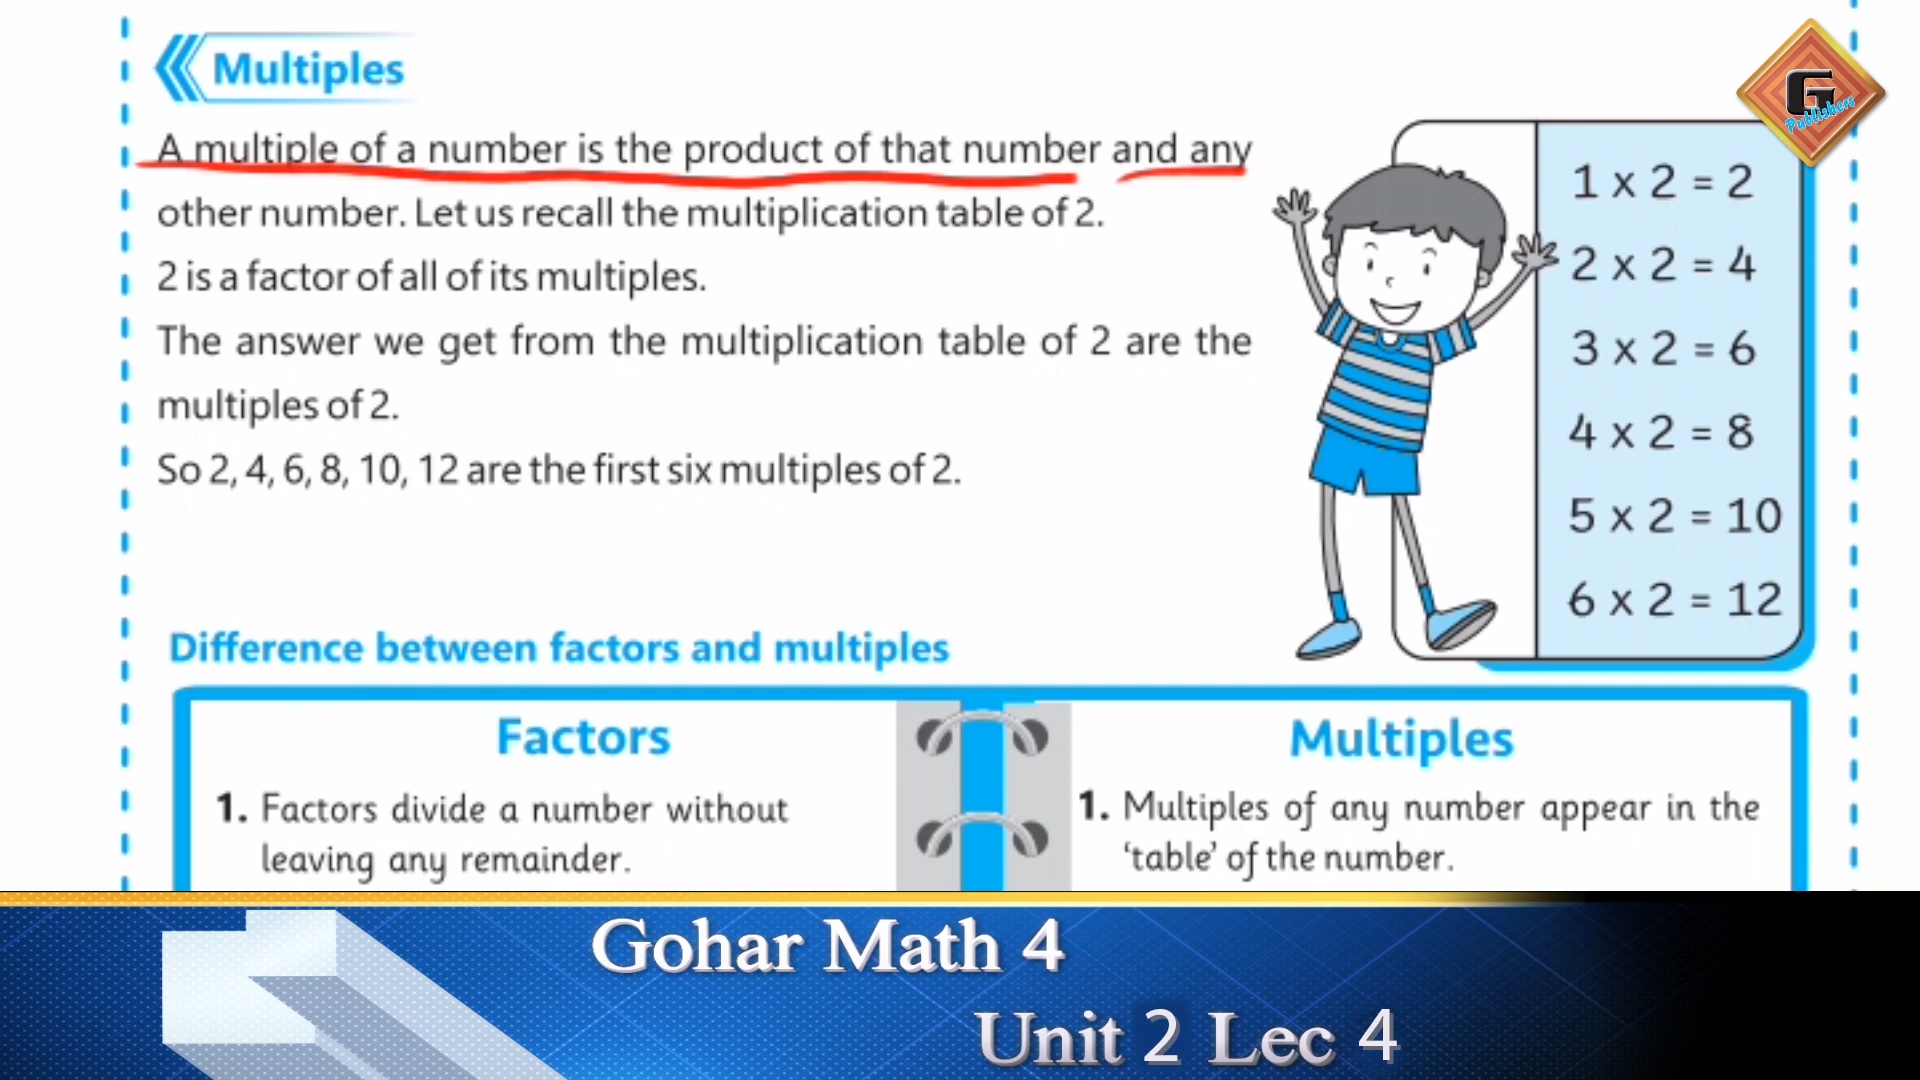 Multiples
G
Publishers
A multiple of a number is the product of that number and any
other number. Let us recall the multiplication table of 2.
2 is a factor of all of its multiples.
The answer we get from the multiplication table of 2 are the
multiples of 2.
So 2, 4, 6, 8, 10, 12 are the first six multiples of 2.
1 x 2 = 2
2 x 2 = 4
3 x 2 = 6
4 x 2 = 8
5 x 2 = 10
6 x 2 = 12
Difference between factors and multiples
Factors
1. Factors divide a number without
leaving any remainder.
Multiples
1. Multiples of any number appear in the
‘table’ of the number.
Gohar Math 4
Unit 2 Lec 4